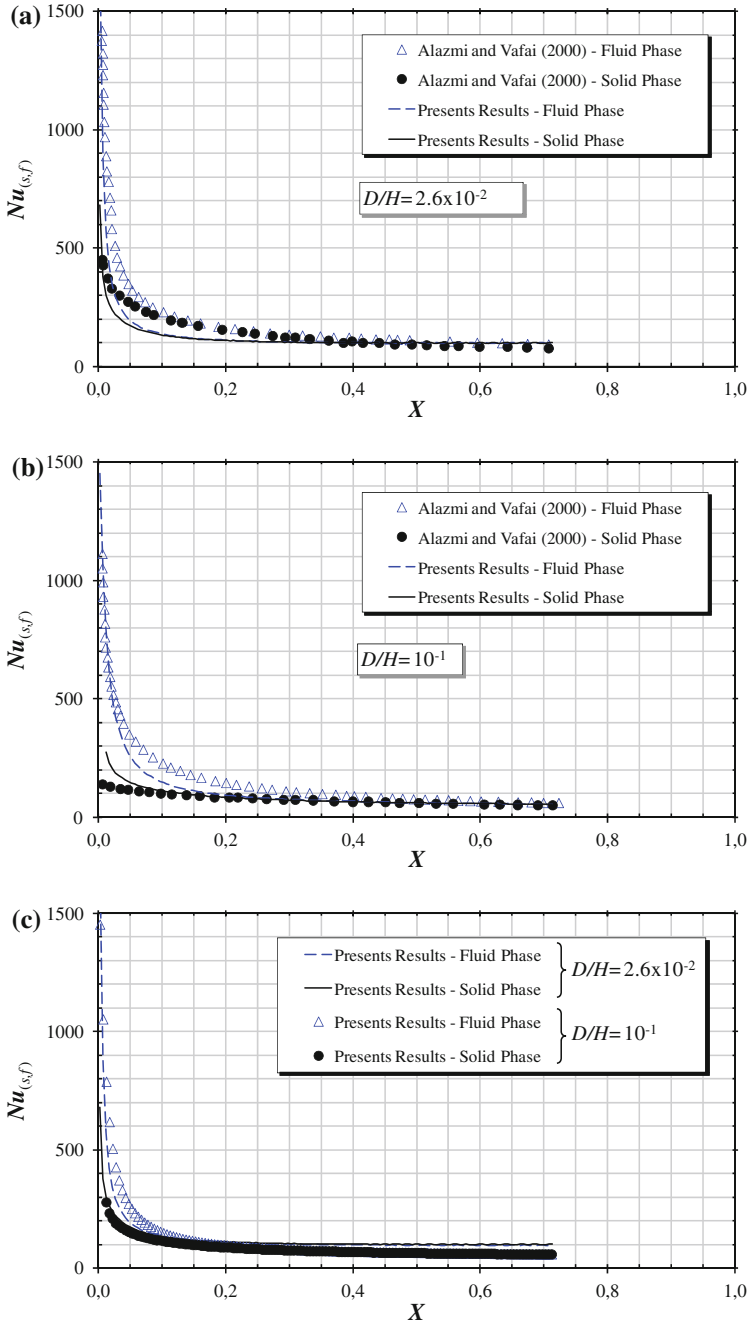 (a)
1500
1000
500
0
Nu(s,f)
Alazmi and Vafai (2000) - Fluid Phase
Alazmi and Vafai (2000) - Solid Phase
Presents Results - Fluid Phase
Presents Results - Solid Phase
D/H= 2.6x10-2
0,0 0,2 0,4 0,6 0,8 1,0
X
(b)
1500
1000
500
0
Nu(s,f)
Alazmi and Vafai (2000) - Fluid Phase
Alazmi and Vafai (2000) - Solid Phase
Presents Results - Fluid Phase
Presents Results - Solid Phase
D/H= 10-1
0,0 0,2 0,4 0,6 0,8 1,0
X
(c)
1500
1000
500
0
Nu(s,f)
Presents Results - Fluid Phase
Presents Results - Solid Phase
D/H= 2.6x10-2
Presents Results - Fluid Phase
Presents Results - Solid Phase
D/H= 10-1
0,0 0,2 0,4 0,6 0,8 1,0
X